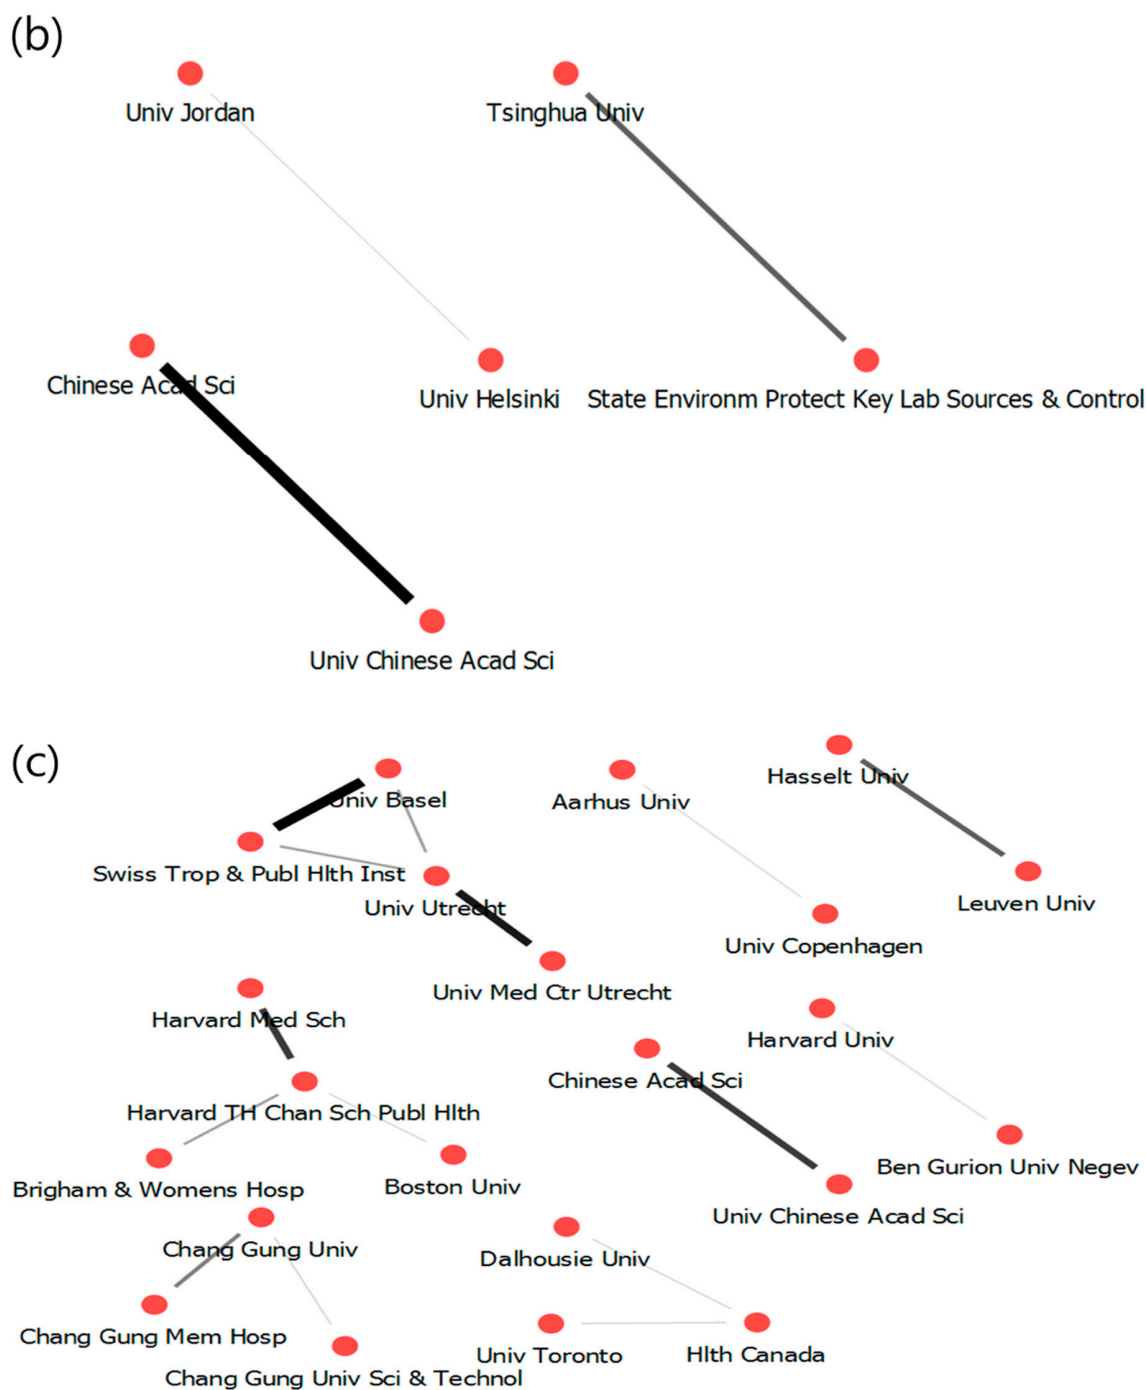 (b)
Univ Jordan
Tsinghua Univ
Chinese Acad Sci
Univ Helsinki
State Environm Protect Key Lab Sources & Control
Univ Chinese Acad Sci
(c)
Hasselt Univ
Univ Basel
Aarhus Univ
Swiss Trop & Publ Hlth Inst
Univ Utrecht
Leuven Univ
Univ Copenhagen
Univ Med Ctr Utrecht
Harvard Med Sch
Harvard Univ
Chinese Acad Sci
Harvard TH Chan Sch Publ Hlth
Ben Gurion Univ Negev
Brigham & Womens Hosp
Boston Univ
Univ Chinese Acad Sci
Chang Gung Univ
Dalhousie Univ
Chang Gung Mem Hosp
Univ Toronto
Hlth Canada
Chang Gung Univ Sci & Technol